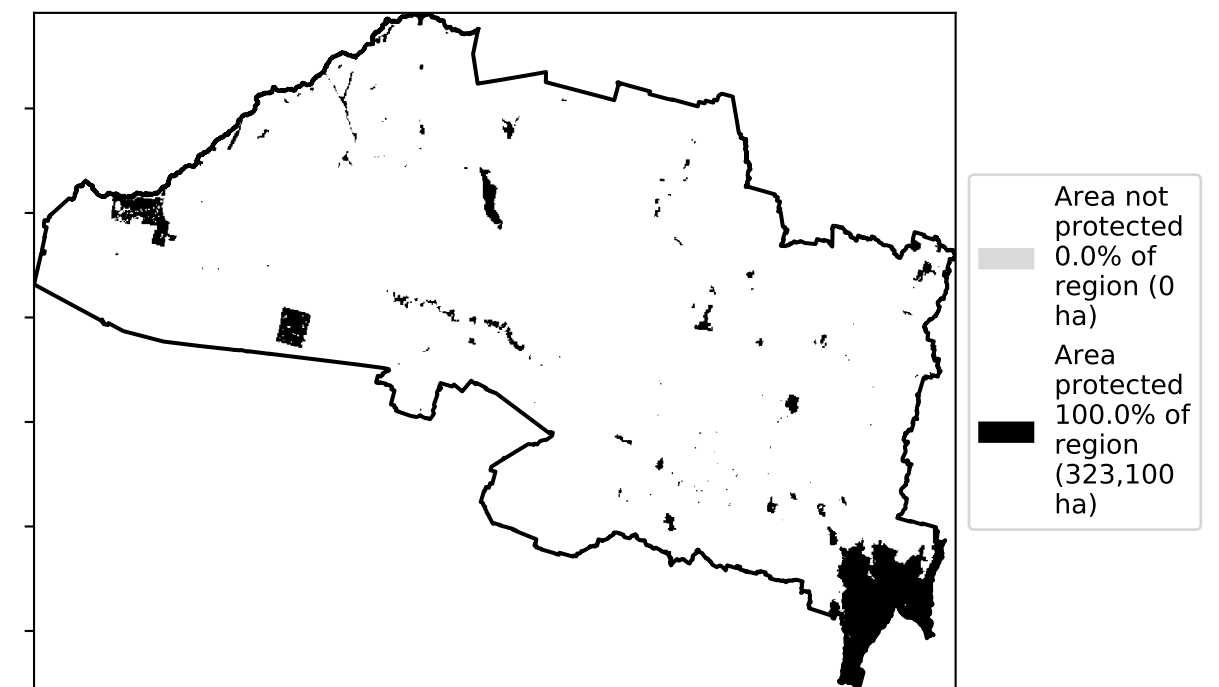 Area not
protected
0.0% of
region (0
ha)
Area
protected
100.0% of
region
(323,100
ha)